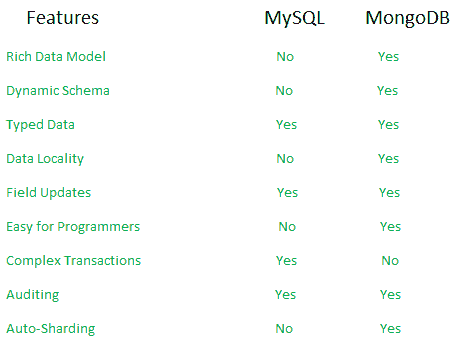 Features MySQL MongoDB
Rich Data Model No Yes
Dynamic Schema No Yes
Typed Data Yes Yes
Data Locality No Yes
Field Updates Yes Yes
Easy for Programmers No Yes
Complex Transactions Yes No
Auditing Yes Yes
Auto-Sharding No Yes